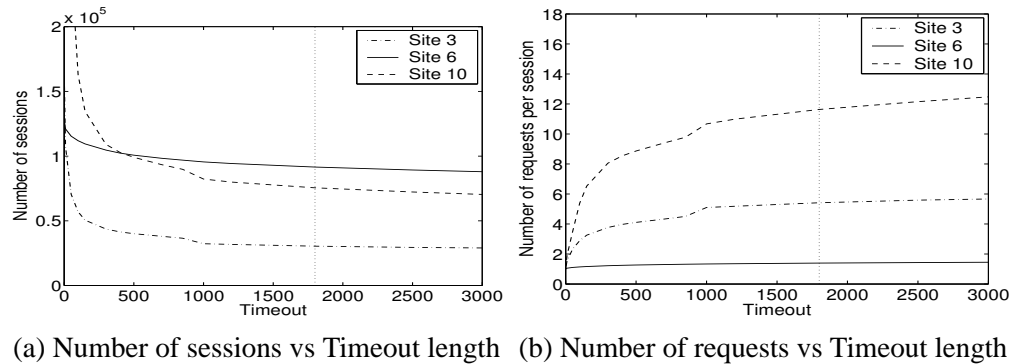 × 10⁵
2
1.5
1
0.5
0
Number of sessions
Site 3
Site 6
Site 10
0 500 1000 1500 2000 2500 3000
Timeout
(a) Number of sessions vs Timeout length
18
16
14
12
10
8
6
4
2
0
Number of requests per session
Site 3
Site 6
Site 10
0 500 1000 1500 2000 2500 3000
Timeout
(b) Number of requests vs Timeout length